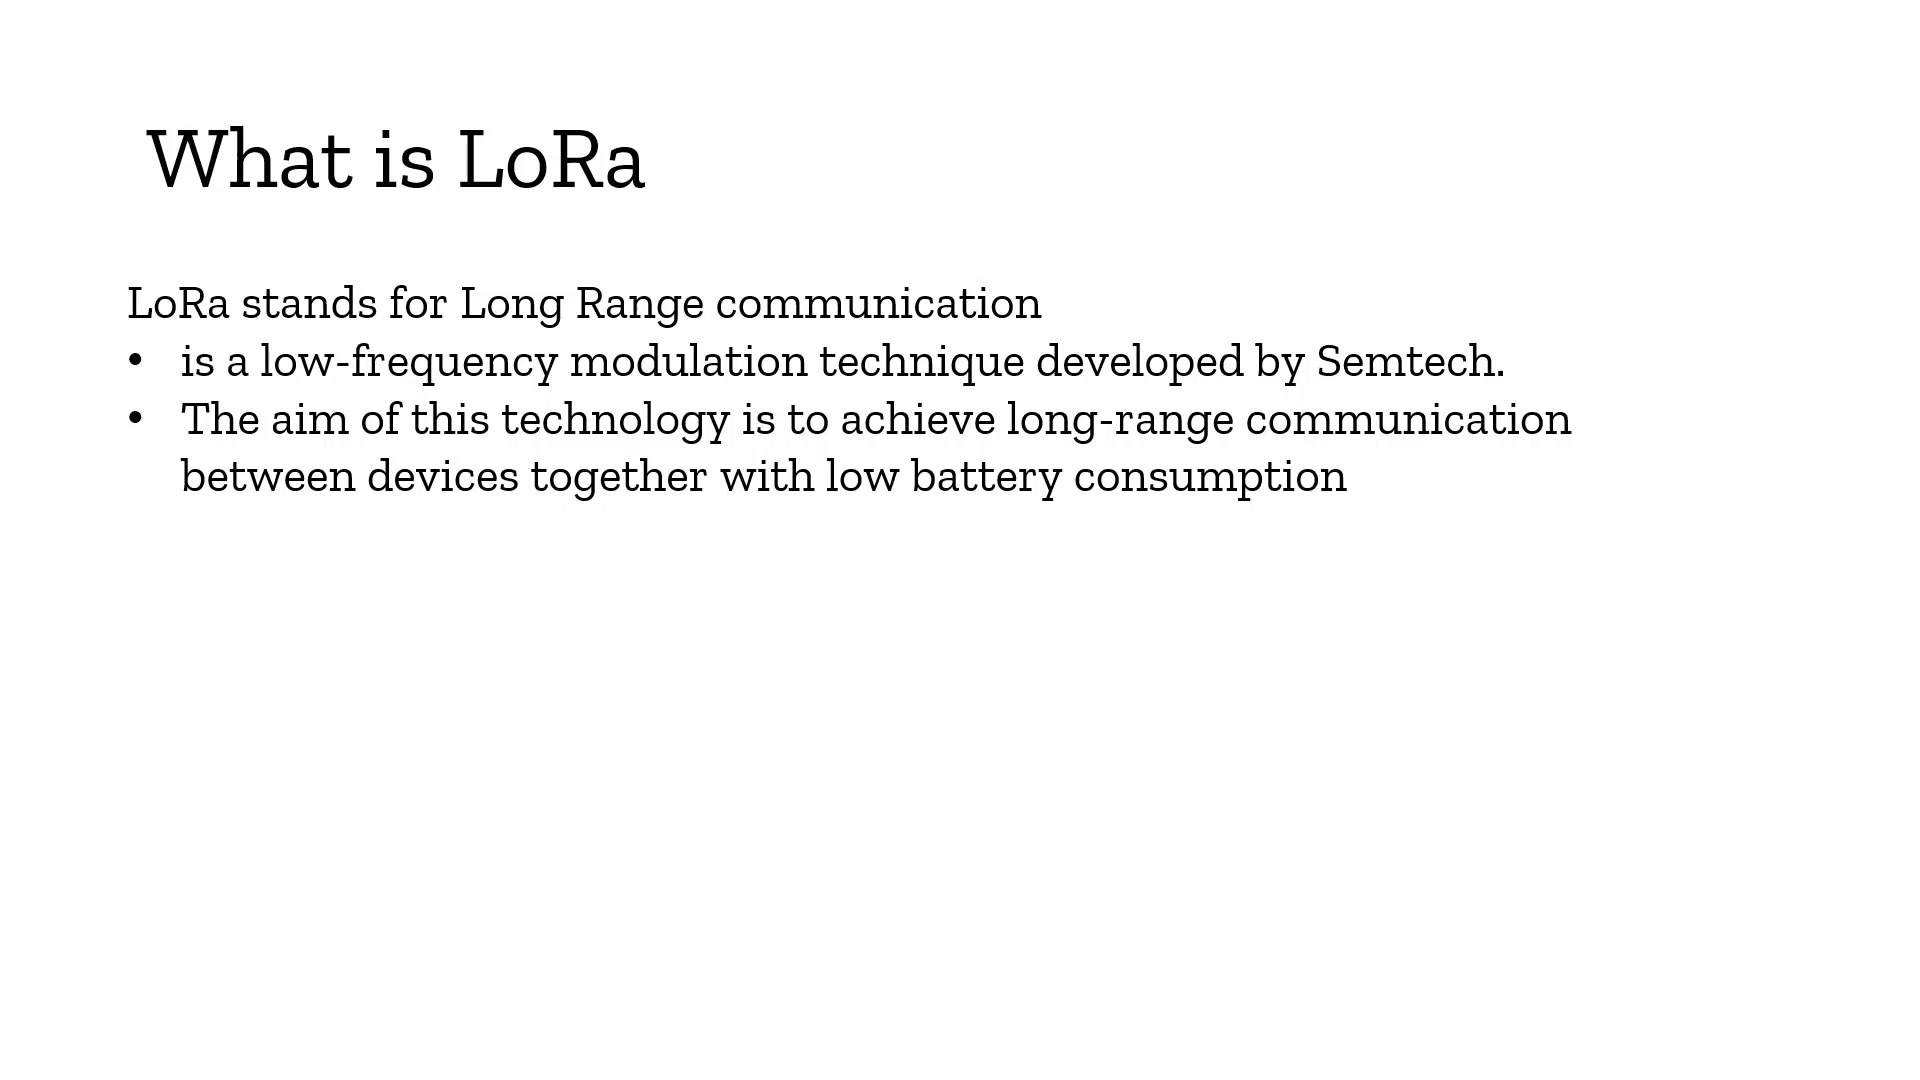 What is LoRa
LoRa stands for Long Range communication
• is a low-frequency modulation technique developed by Semtech.
• The aim of this technology is to achieve long-range communication
between devices together with low battery consumption